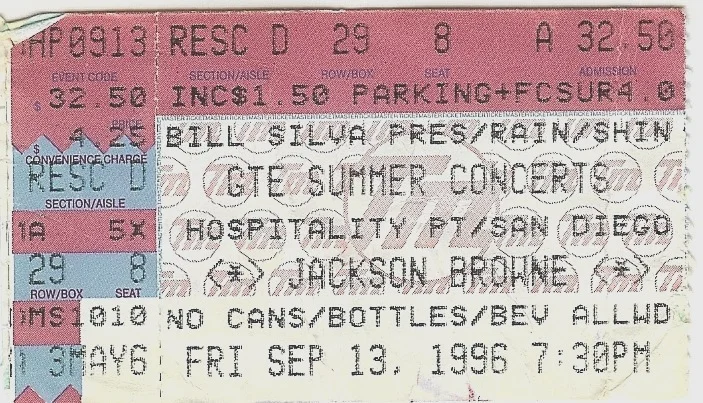 HP0913 RESC D 29 8 A 32.50
EVENT CODE SECTION/AISLE ROW/BOX SEAT ADMISSION
$ 32.50 INC$1.50 PARKING+FCSUR4.0
PRICE
$ 4.25 BILL SILVA PRES/RAIN/SHIN
CONVENIENCE CHARGE
RESC D GTE SUMMER CONCERTS
SECTION/AISLE
1A 5X HOSPITALITY PT/SAN DIEGO
29 8 <*> JACKSON BROWNE <*>
ROW/BOX SEAT
MS1010 NO CANS/BOTTLES/BEV ALLWD
3MAY6 FRI SEP 13, 1996 7:30PM